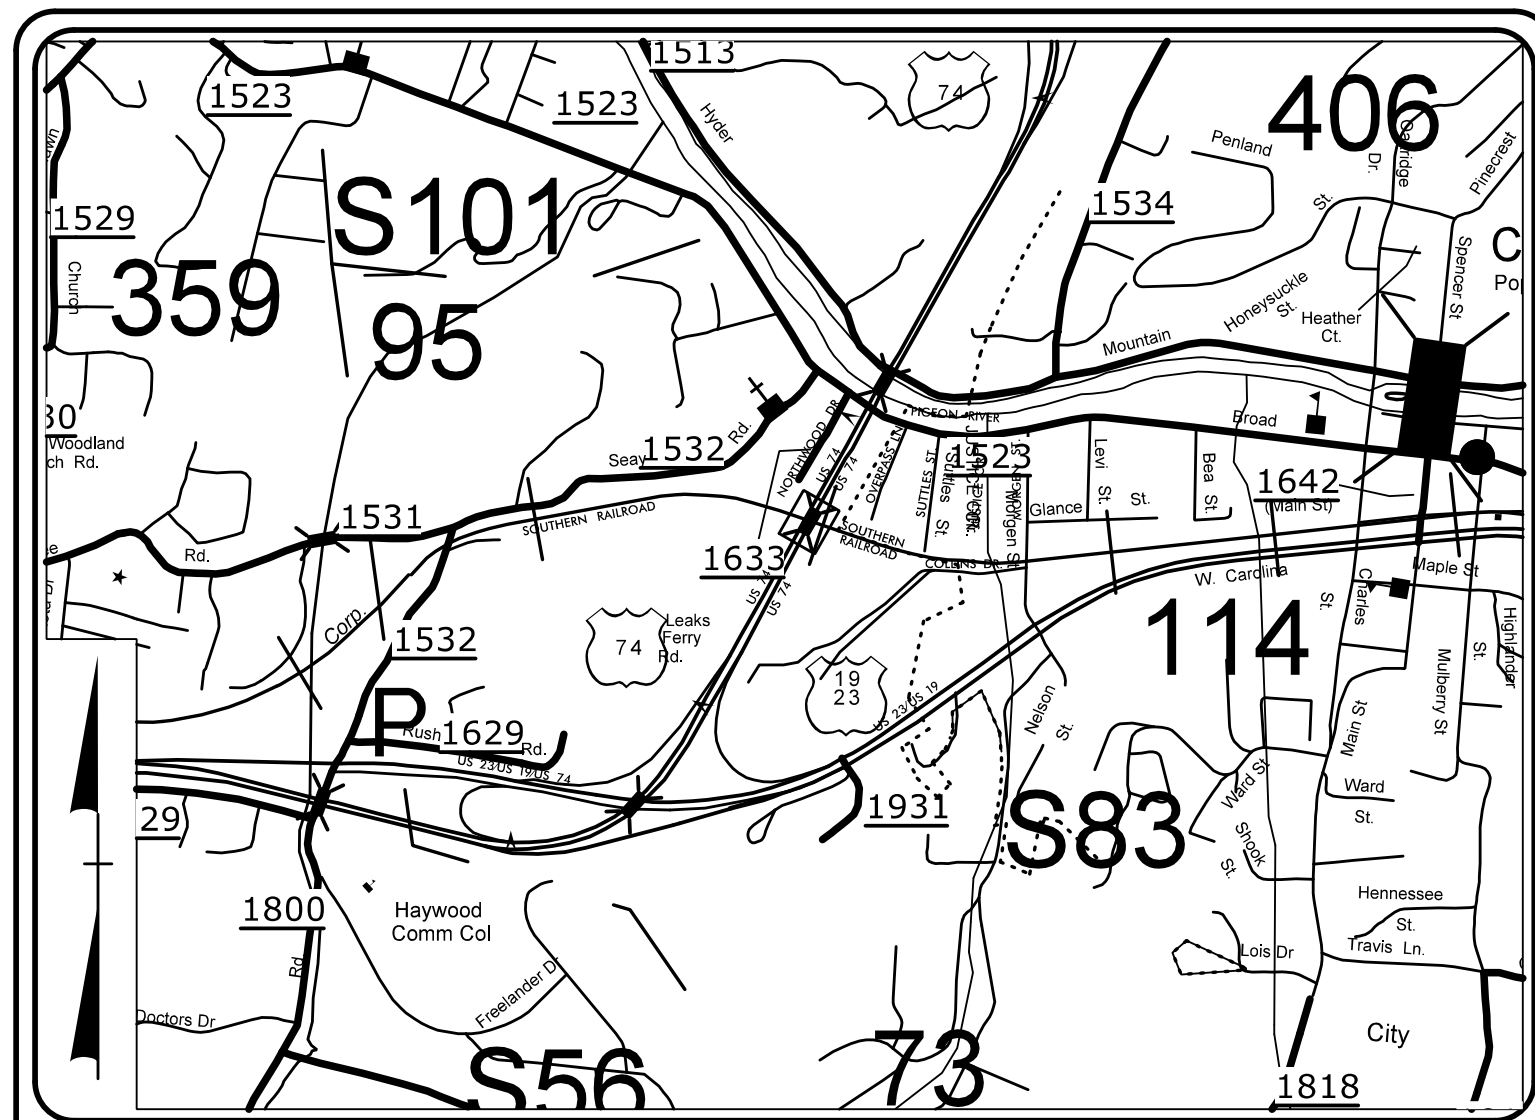 1513
1523
1523
74
406
Hyder
Penland
Dr.
Oakridge
Pinecrest
S101
1529
1534
St.
359
Church
Spencer St
Honeysuckle
St.
Heather
Ct.
95
Mountain
PIGEON RIVER
NORTHWOOD DR
Broad
Woodland
ch Rd.
Seay
1532
Rd.
US 74
US 74
OVERPASS LN
SUTTLES ST
Suttles
St.
1523
Morgen St
Levi
St.
Bea St.
1642
(Main St)
Glance
St.
1531
SOUTHERN RAILROAD
SOUTHERN
RAILROAD
Rd.
1633
COLLINS DR.
W. Carolina
Maple St
US 74
US 74
Charles
St.
Highlander
Corp.
1532
74
Leaks
Ferry
Rd.
114
19
23
Mulberry St
St.
P
Rush
1629
Rd.
US 23/US 19/US 74
US 23/US 19
Nelson
St.
Main St
29
1931
S83
Ward St
Ward
St.
Shook
St.
1800
Haywood
Comm Col
Hennessee
St.
Travis Ln.
Lois Dr
Rd
Freelander Dr
Doctors Dr
City
S56
73
1818